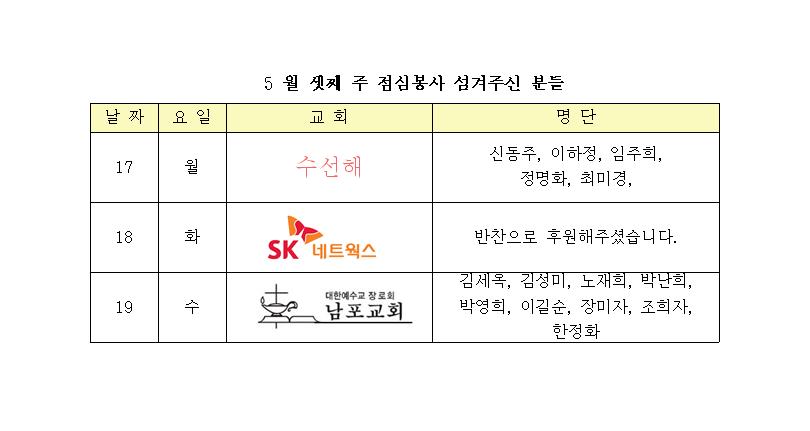 5 월 셋째 주 점심봉사 섬겨주신 분들
날 짜 요 일 교 회 명 단
17 월 수선해 신동주, 이하정, 임주희,
정명화, 최미경,
18 화 SK 네트웍스 반찬으로 후원해주셨습니다.
19 수 대한예수교 장로회
남포교회
김세옥, 김성미, 노재희, 박난희,
박영희, 이길순, 장미자, 조희자,
한정화